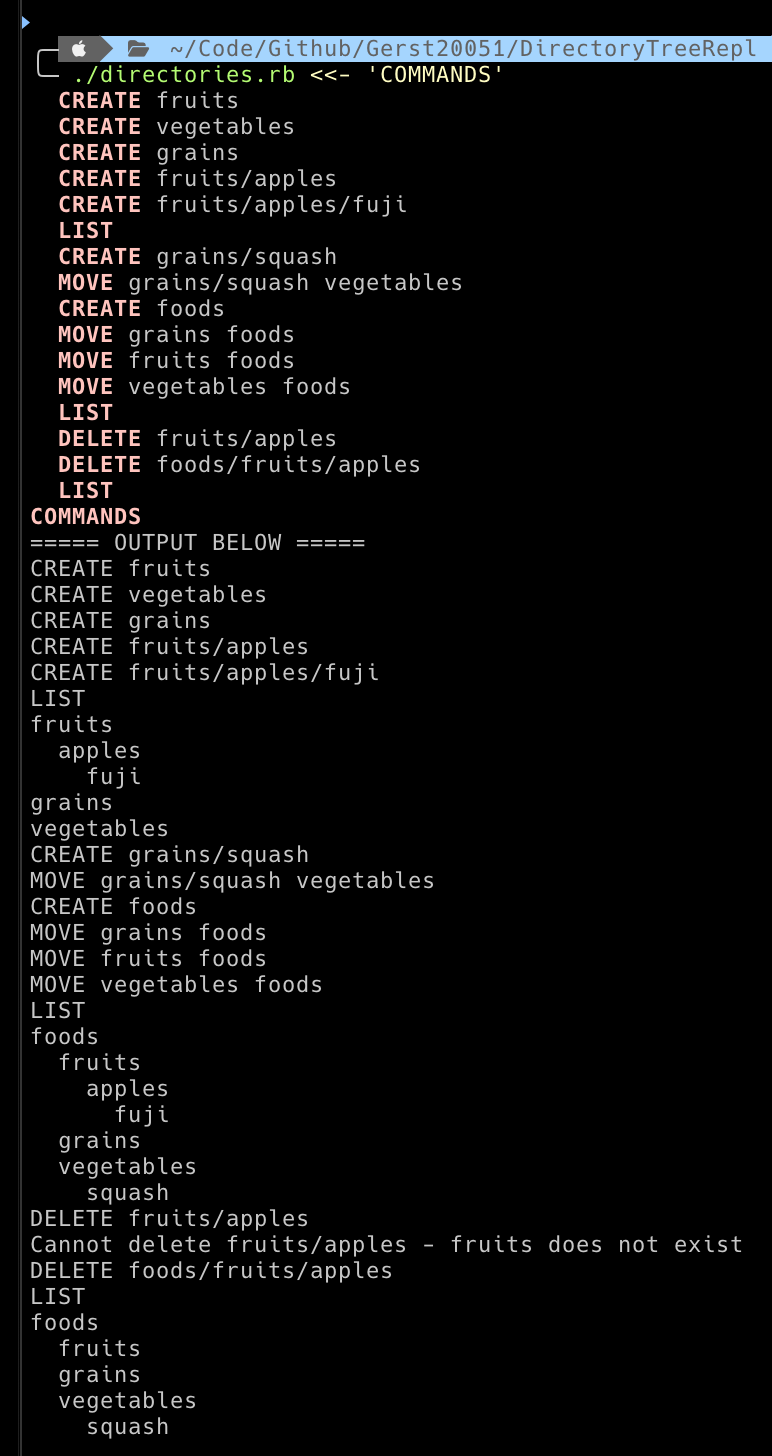 ~/Code/Github/Gerst20051/DirectoryTreeRepl
./directories.rb <<- 'COMMANDS'
  CREATE fruits
  CREATE vegetables
  CREATE grains
  CREATE fruits/apples
  CREATE fruits/apples/fuji
  LIST
  CREATE grains/squash
  MOVE grains/squash vegetables
  CREATE foods
  MOVE grains foods
  MOVE fruits foods
  MOVE vegetables foods
  LIST
  DELETE fruits/apples
  DELETE foods/fruits/apples
  LIST
COMMANDS
===== OUTPUT BELOW =====
CREATE fruits
CREATE vegetables
CREATE grains
CREATE fruits/apples
CREATE fruits/apples/fuji
LIST
fruits
  apples
    fuji
grains
vegetables
CREATE grains/squash
MOVE grains/squash vegetables
CREATE foods
MOVE grains foods
MOVE fruits foods
MOVE vegetables foods
LIST
foods
  fruits
    apples
      fuji
  grains
  vegetables
    squash
DELETE fruits/apples
Cannot delete fruits/apples - fruits does not exist
DELETE foods/fruits/apples
LIST
foods
  fruits
  grains
  vegetables
    squash